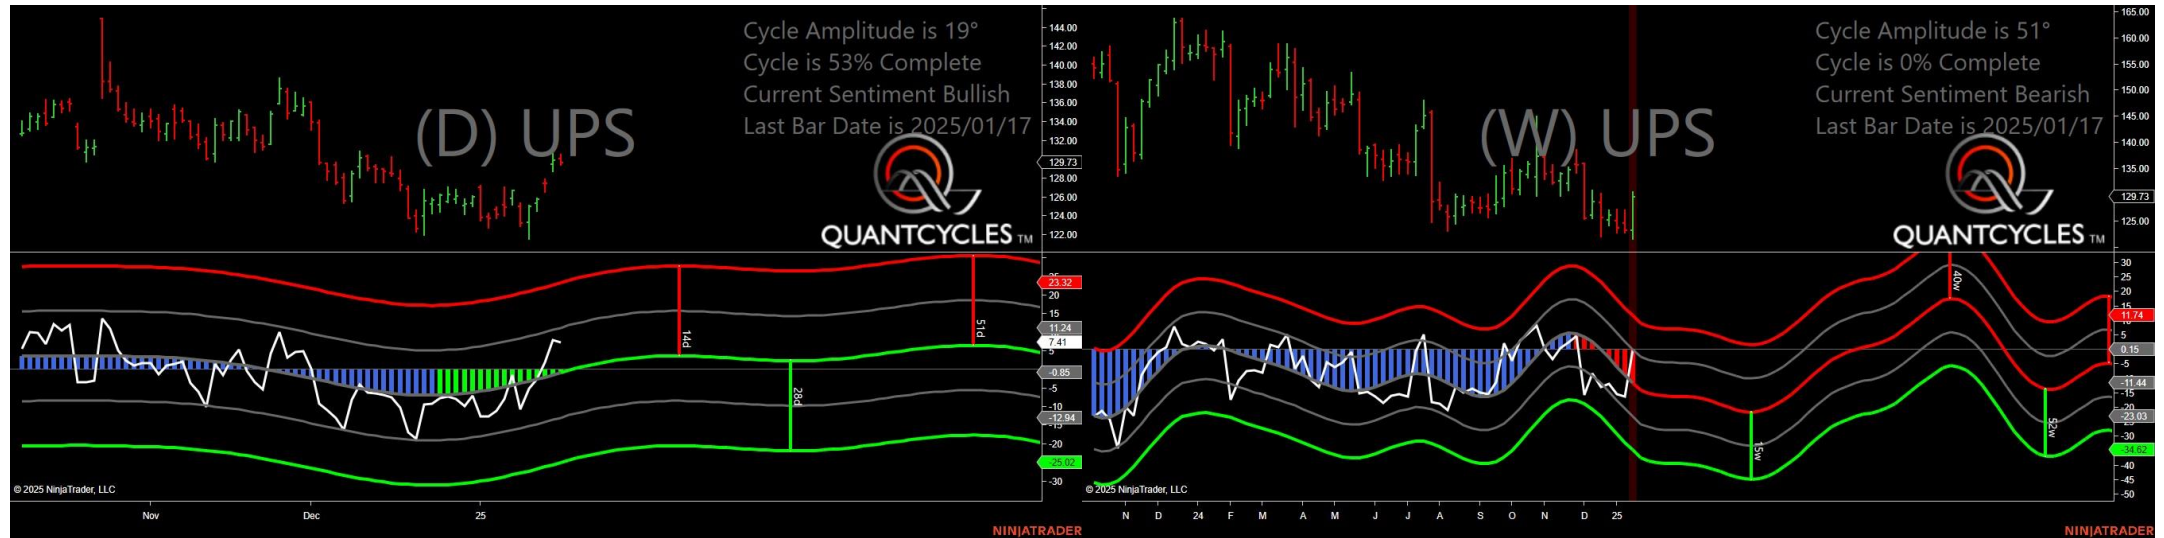 Cycle Amplitude is 19°
Cycle is 53% Complete
Current Sentiment Bullish
Last Bar Date is 2025/01/17
(D) UPS
QUANTCYCLES TM
144.00
142.00
140.00
138.00
136.00
134.00
132.00
129.73
128.00
126.00
124.00
122.00
23.32
20
15
11.24
7.41
5
-0.85
-5
-10
-12.94
-20
-25.02
-30
14d
28d
51d
© 2025 NinjaTrader, LLC
Nov
Dec
25
NINJATRADER
Cycle Amplitude is 51°
Cycle is 0% Complete
Current Sentiment Bearish
Last Bar Date is 2025/01/17
(W) UPS
QUANTCYCLES TM
165.00
160.00
155.00
150.00
145.00
140.00
135.00
129.73
125.00
30
25
20
15
11.74
5
0.15
-5
-11.44
-15
-23.03
-30
-34.62
-40
-45
-50
15w
40w
52w
© 2025 NinjaTrader, LLC
N D 24 F M A M J J A S O N D 25
NINJATRADER